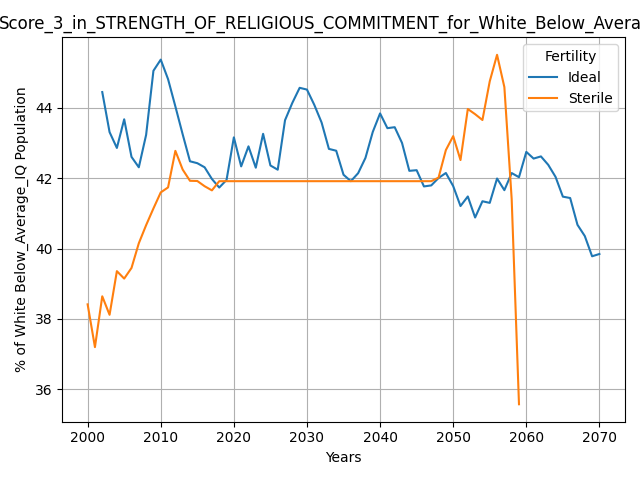 Score_3_in_STRENGTH_OF_RELIGIOUS_COMMITMENT_for_White_Below_Avera
Fertility
Ideal
Sterile
% of White Below_Average_IQ Population
44
42
40
38
36
2000 2010 2020 2030 2040 2050 2060 2070
Years